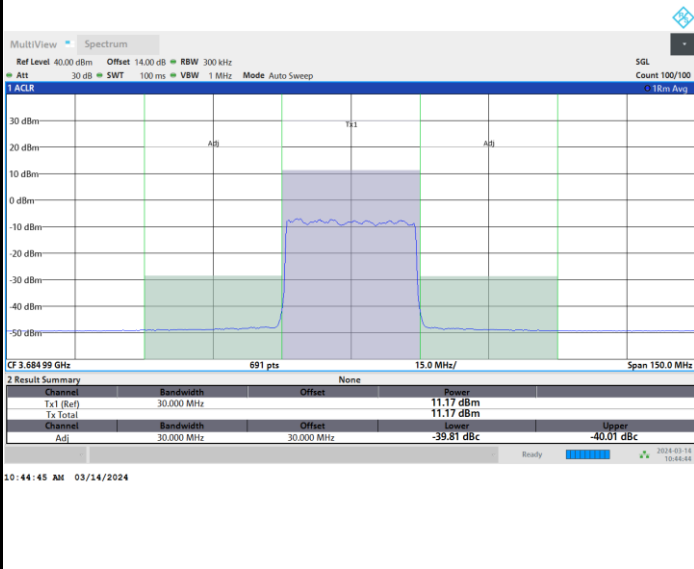 MultiView Spectrum
Ref Level 40.00 dBm Offset 14.00 dB RBW 300 kHz SGL
Att 30 dB SWT 100 ms VBW 1 MHz Mode Auto Sweep Count 100/100
1 ACLR 1Rm Avg
30 dBm
Tx1
20 dBm
Adj Adj
10 dBm
0 dBm
-10 dBm
-20 dBm
-30 dBm
-40 dBm
-50 dBm
CF 3.684 99 GHz 691 pts 15.0 MHz/ Span 150.0 MHz
2 Result Summary None
Channel Bandwidth Offset Power
Tx1 (Ref) 30.000 MHz 11.17 dBm
Tx Total 11.17 dBm
Channel Bandwidth Offset Lower Upper
Adj 30.000 MHz 30.000 MHz -39.81 dBc -40.01 dBc
Ready 2024-03-14
10:44:44
10:44:45 AM 03/14/2024